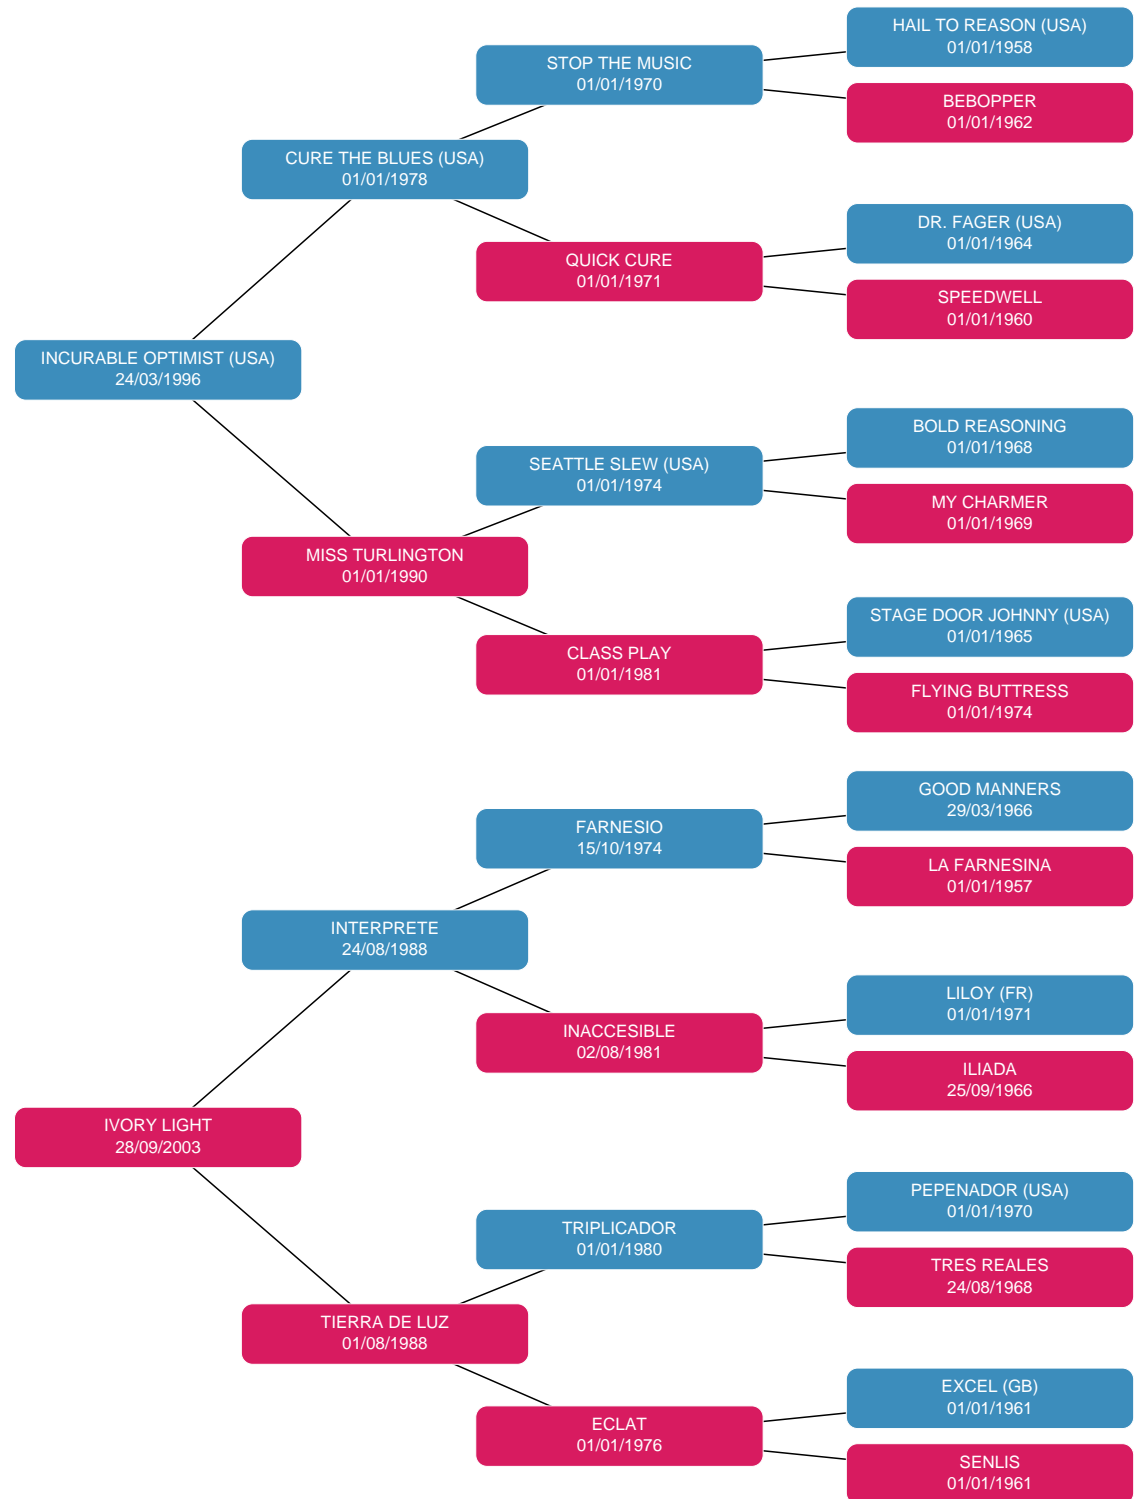 HAIL TO REASON (USA)
01/01/1958
STOP THE MUSIC
01/01/1970
BEBOPPER
01/01/1962
CURE THE BLUES (USA)
01/01/1978
DR. FAGER (USA)
01/01/1964
QUICK CURE
01/01/1971
SPEEDWELL
01/01/1960
INCURABLE OPTIMIST (USA)
24/03/1996
BOLD REASONING
01/01/1968
SEATTLE SLEW (USA)
01/01/1974
MY CHARMER
01/01/1969
MISS TURLINGTON
01/01/1990
STAGE DOOR JOHNNY (USA)
01/01/1965
CLASS PLAY
01/01/1981
FLYING BUTTRESS
01/01/1974
GOOD MANNERS
29/03/1966
FARNESIO
15/10/1974
LA FARNESINA
01/01/1957
INTERPRETE
24/08/1988
LILOY (FR)
01/01/1971
INACCESIBLE
02/08/1981
ILIADA
25/09/1966
IVORY LIGHT
28/09/2003
PEPENADOR (USA)
01/01/1970
TRIPLICADOR
01/01/1980
TRES REALES
24/08/1968
TIERRA DE LUZ
01/08/1988
EXCEL (GB)
01/01/1961
ECLAT
01/01/1976
SENLIS
01/01/1961